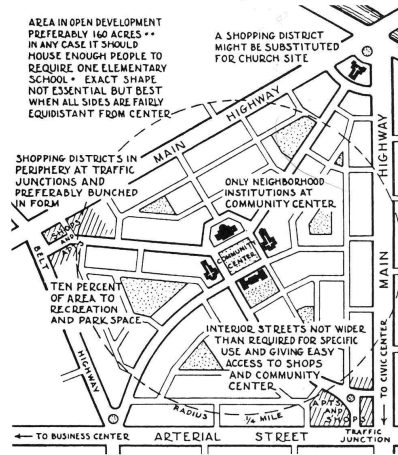 AREA IN OPEN DEVELOPMENT
PREFERABLY 160 ACRES ••
IN ANY CASE IT SHOULD
HOUSE ENOUGH PEOPLE TO
REQUIRE ONE ELEMENTARY
SCHOOL • EXACT SHAPE
NOT ESSENTIAL BUT BEST
WHEN ALL SIDES ARE FAIRLY
EQUIDISTANT FROM CENTER
A SHOPPING DISTRICT
MIGHT BE SUBSTITUTED
FOR CHURCH SITE
MAIN HIGHWAY
HIGHWAY
MAIN
SHOPPING DISTRICTS IN
PERIPHERY AT TRAFFIC
JUNCTIONS AND
PREFERABLY BUNCHED
IN FORM
ONLY NEIGHBORHOOD
INSTITUTIONS AT
COMMUNITY CENTER
SHOPS
AND
BELT
HIGHWAY
COMMUNITY
CENTER
TEN PERCENT
OF AREA TO
RECREATION
AND PARK SPACE
INTERIOR STREETS NOT WIDER
THAN REQUIRED FOR SPECIFIC
USE AND GIVING EASY
ACCESS TO SHOPS
AND COMMUNITY
CENTER
TO CIVIC CENTER
RADIUS 1/4 MILE
APTS.
AND
SHOPS
TRAFFIC
JUNCTION
← TO BUSINESS CENTER ARTERIAL STREET